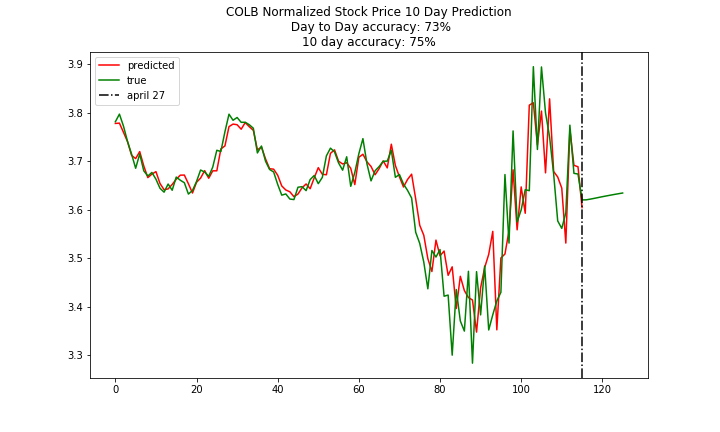 COLB Normalized Stock Price 10 Day Prediction
Day to Day accuracy: 73%
10 day accuracy: 75%
predicted
true
april 27
3.9
3.8
3.7
3.6
3.5
3.4
3.3
0
20
40
60
80
100
120